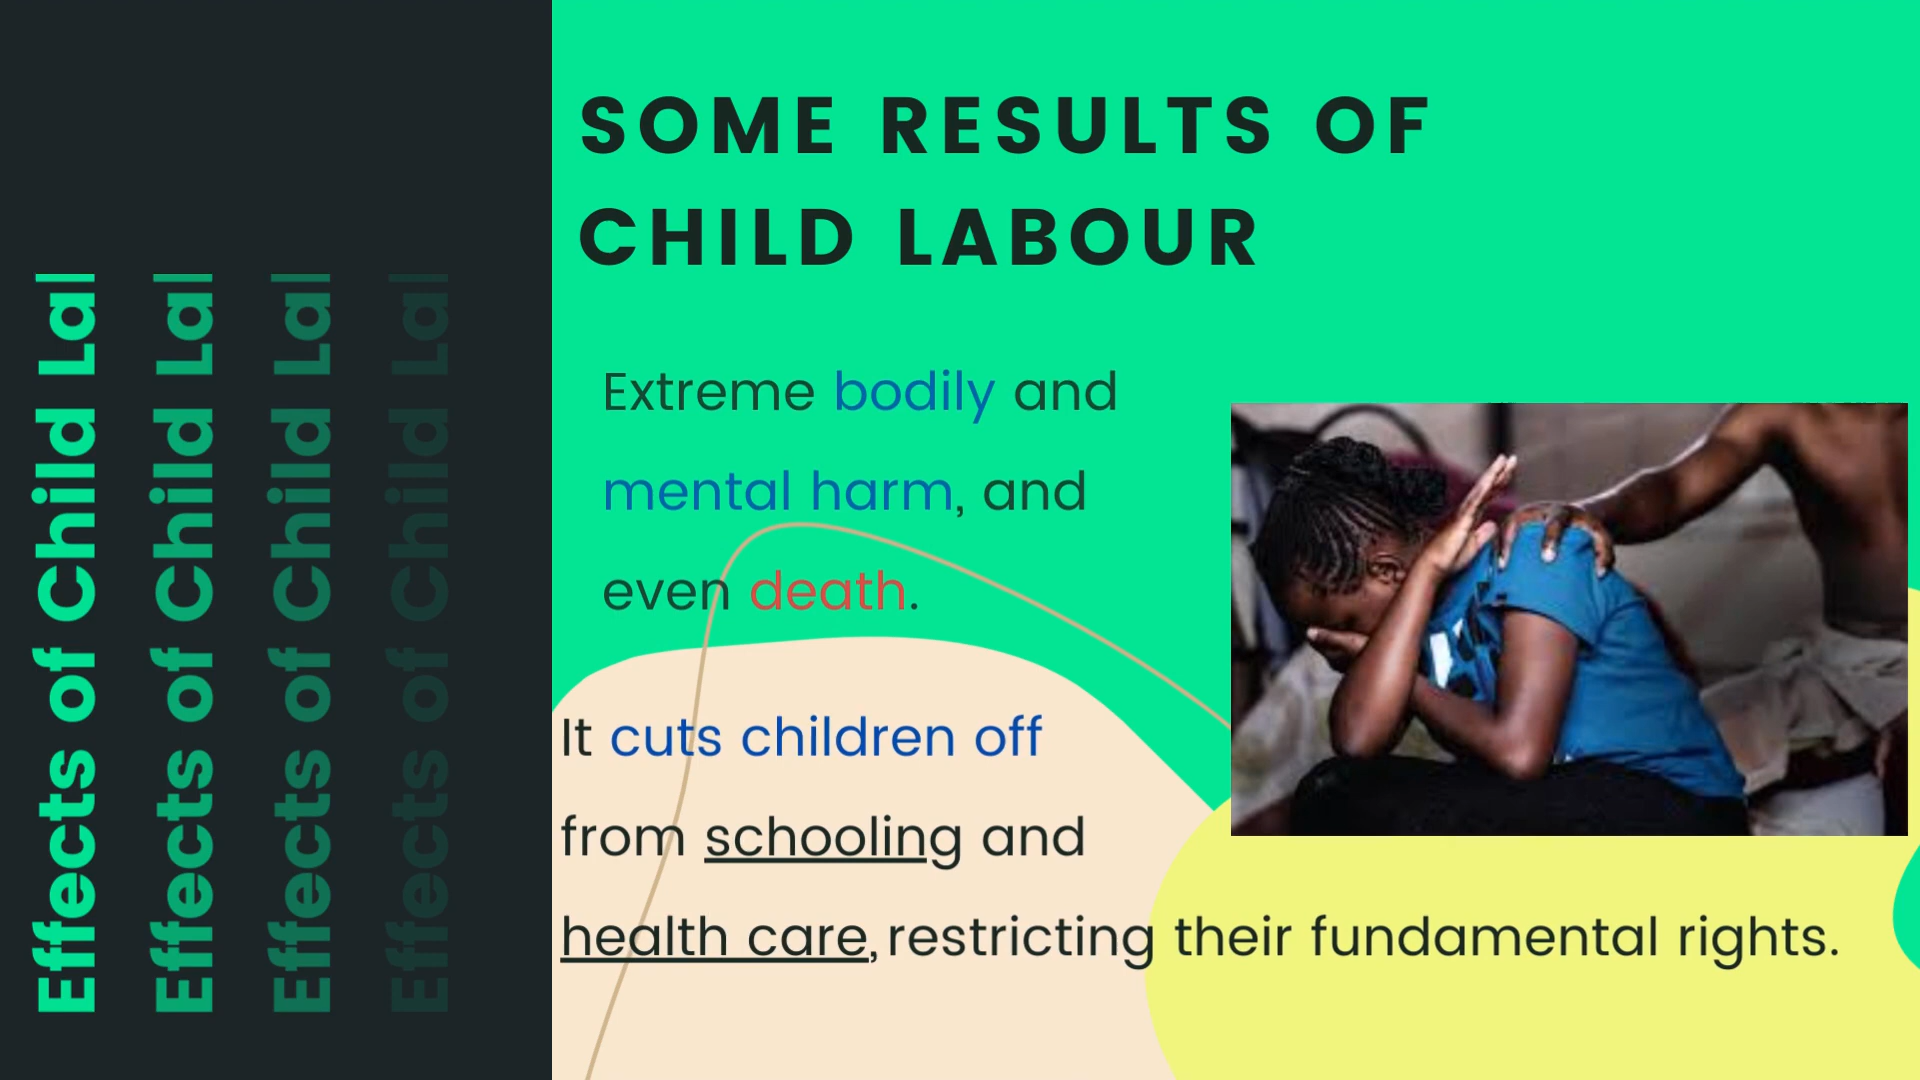 Effects of Child Lal
Effects of Child Lal
Effects of Child Lal
Effects of Child Lal
SOME RESULTS OF
CHILD LABOUR
Extreme bodily and
mental harm, and
even death.
It cuts children off
from schooling and
health care, restricting their fundamental rights.